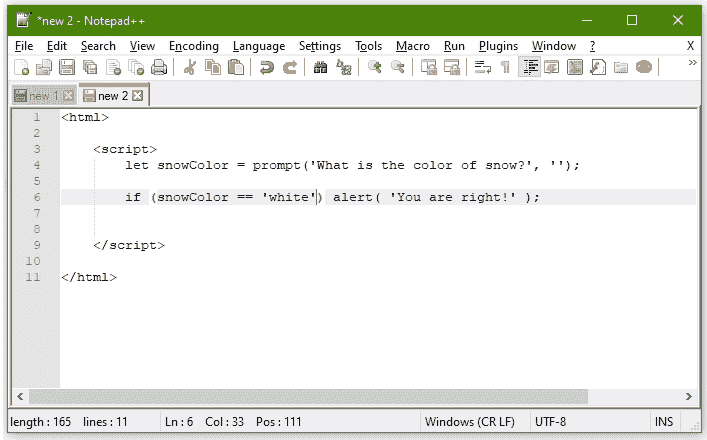 *new 2 - Notepad++
File Edit Search View Encoding Language Settings Tools Macro Run Plugins Window ? X
new 1 new 2
1 <html>
2
3 <script>
4 let snowColor = prompt('What is the color of snow?', '');
5
6 if (snowColor == 'white') alert( 'You are right!' );
7
8
9 </script>
10
11 </html>
length : 165 lines : 11 Ln : 6 Col : 33 Pos : 111 Windows (CR LF) UTF-8 INS